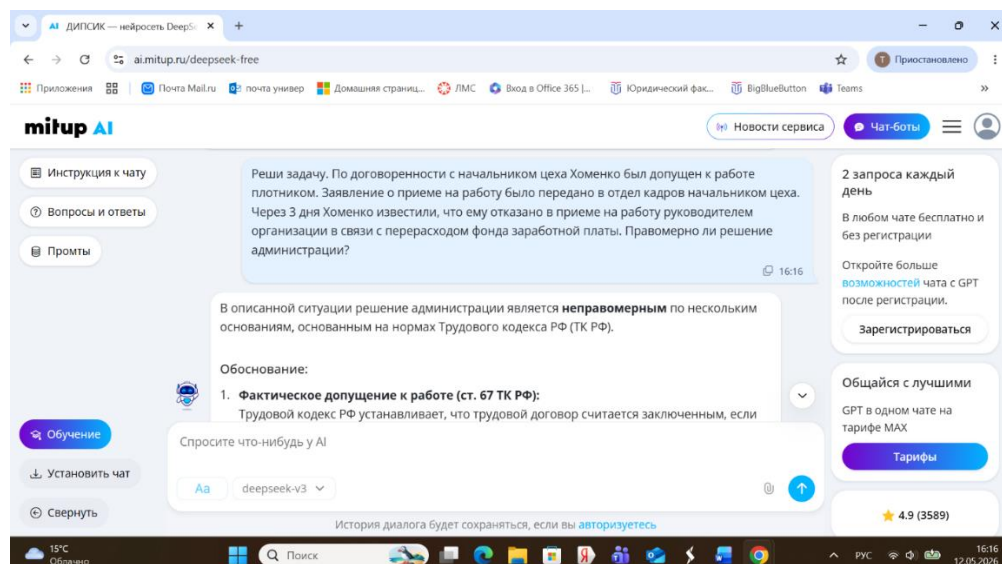 AI ДИПСИК — нейросеть DeepS
ai.mitup.ru/deepseek-free
Приостановлено
Приложения Почта Mail.ru почта универ Домашняя страниц... ЛМС Вход в Office 365 |... Юридический фак... BigBlueButton Teams »
mitup AI
Новости сервиса
Чат-боты
Инструкция к чату
Вопросы и ответы
Промты
Реши задачу. По договоренности с начальником цеха Хоменко был допущен к работе
плотником. Заявление о приеме на работу было передано в отдел кадров начальником цеха.
Через 3 дня Хоменко известили, что ему отказано в приеме на работу руководителем
организации в связи с перерасходом фонда заработной платы. Правомерно ли решение
администрации?
16:16
В описанной ситуации решение администрации является неправомерным по нескольким
основаниям, основанным на нормах Трудового кодекса РФ (ТК РФ).
Обоснование:
1. Фактическое допущение к работе (ст. 67 ТК РФ):
Трудовой кодекс РФ устанавливает, что трудовой договор считается заключенным, если
2 запроса каждый
день
В любом чате бесплатно и
без регистрации
Откройте больше
возможностей чата с GPT
после регистрации.
Зарегистрироваться
Общайся с лучшими
GPT в одном чате на
тарифе MAX
Тарифы
4.9 (3589)
Обучение
Установить чат
Свернуть
Спросите что-нибудь у AI
Aa deepseek-v3
История диалога будет сохраняться, если вы авторизуетесь
15°C
Облачно
Поиск
РУС
16:16
12.05.2026